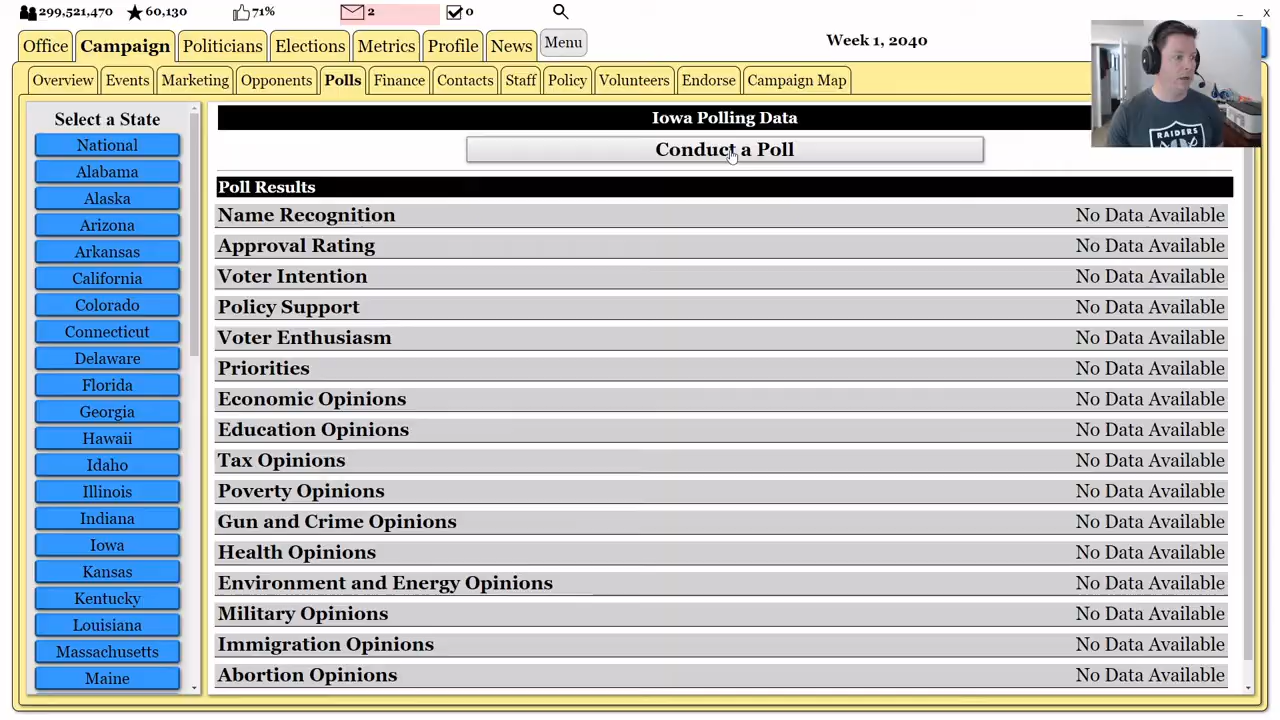 299,521,470 60,130 71% 2 0
Office Campaign Politicians Elections Metrics Profile News Menu
Week 1, 2040
Overview Events Marketing Opponents Polls Finance Contacts Staff Policy Volunteers Endorse Campaign Map
Select a State
National
Alabama
Alaska
Arizona
Arkansas
California
Colorado
Connecticut
Delaware
Florida
Georgia
Hawaii
Idaho
Illinois
Indiana
Iowa
Kansas
Kentucky
Louisiana
Massachusetts
Maine
Iowa Polling Data
Conduct a Poll
Poll Results
Name Recognition No Data Available
Approval Rating No Data Available
Voter Intention No Data Available
Policy Support No Data Available
Voter Enthusiasm No Data Available
Priorities No Data Available
Economic Opinions No Data Available
Education Opinions No Data Available
Tax Opinions No Data Available
Poverty Opinions No Data Available
Gun and Crime Opinions No Data Available
Health Opinions No Data Available
Environment and Energy Opinions No Data Available
Military Opinions No Data Available
Immigration Opinions No Data Available
Abortion Opinions No Data Available
RAIDERS